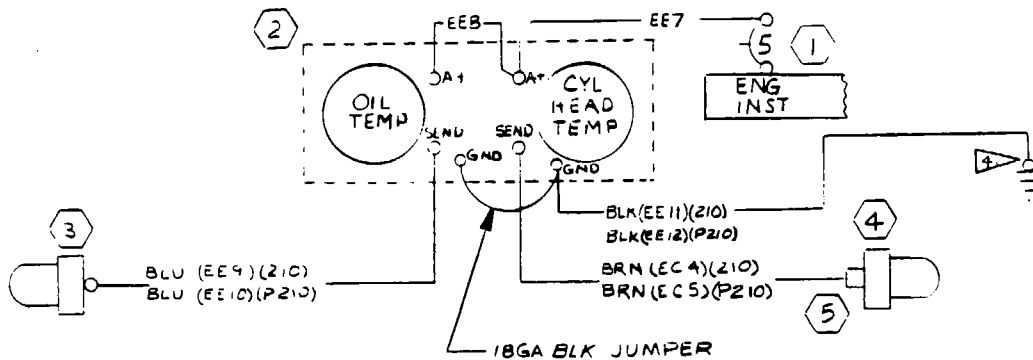 EE8
EE7
2
5
1
A+
A+
ENG
INST
OIL
TEMP
CYL
HEAD
TEMP
SEND
SEND
GND
GND
4
3
4
BLK(EE11)(210)
BLK(EE12)(P210)
BLU (EE9)(210)
BLU (EE10)(P210)
BRN(EC4)(210)
BRN(EC5)(P210)
5
18GA BLK JUMPER